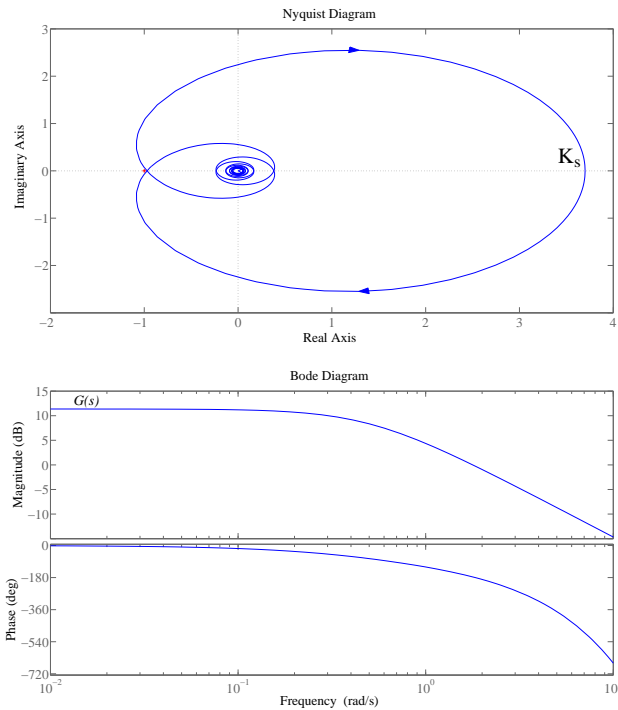 Nyquist Diagram
3
2
1
0
−1
−2
−3
Imaginary Axis
K_s
−2 −1 0 1 2 3 4
Real Axis
Bode Diagram
G(s)
15
10
5
0
−5
−10
Magnitude (dB)
0
−180
−360
−540
−720
Phase (deg)
10^−2 10^−1 10^0 10
Frequency (rad/s)